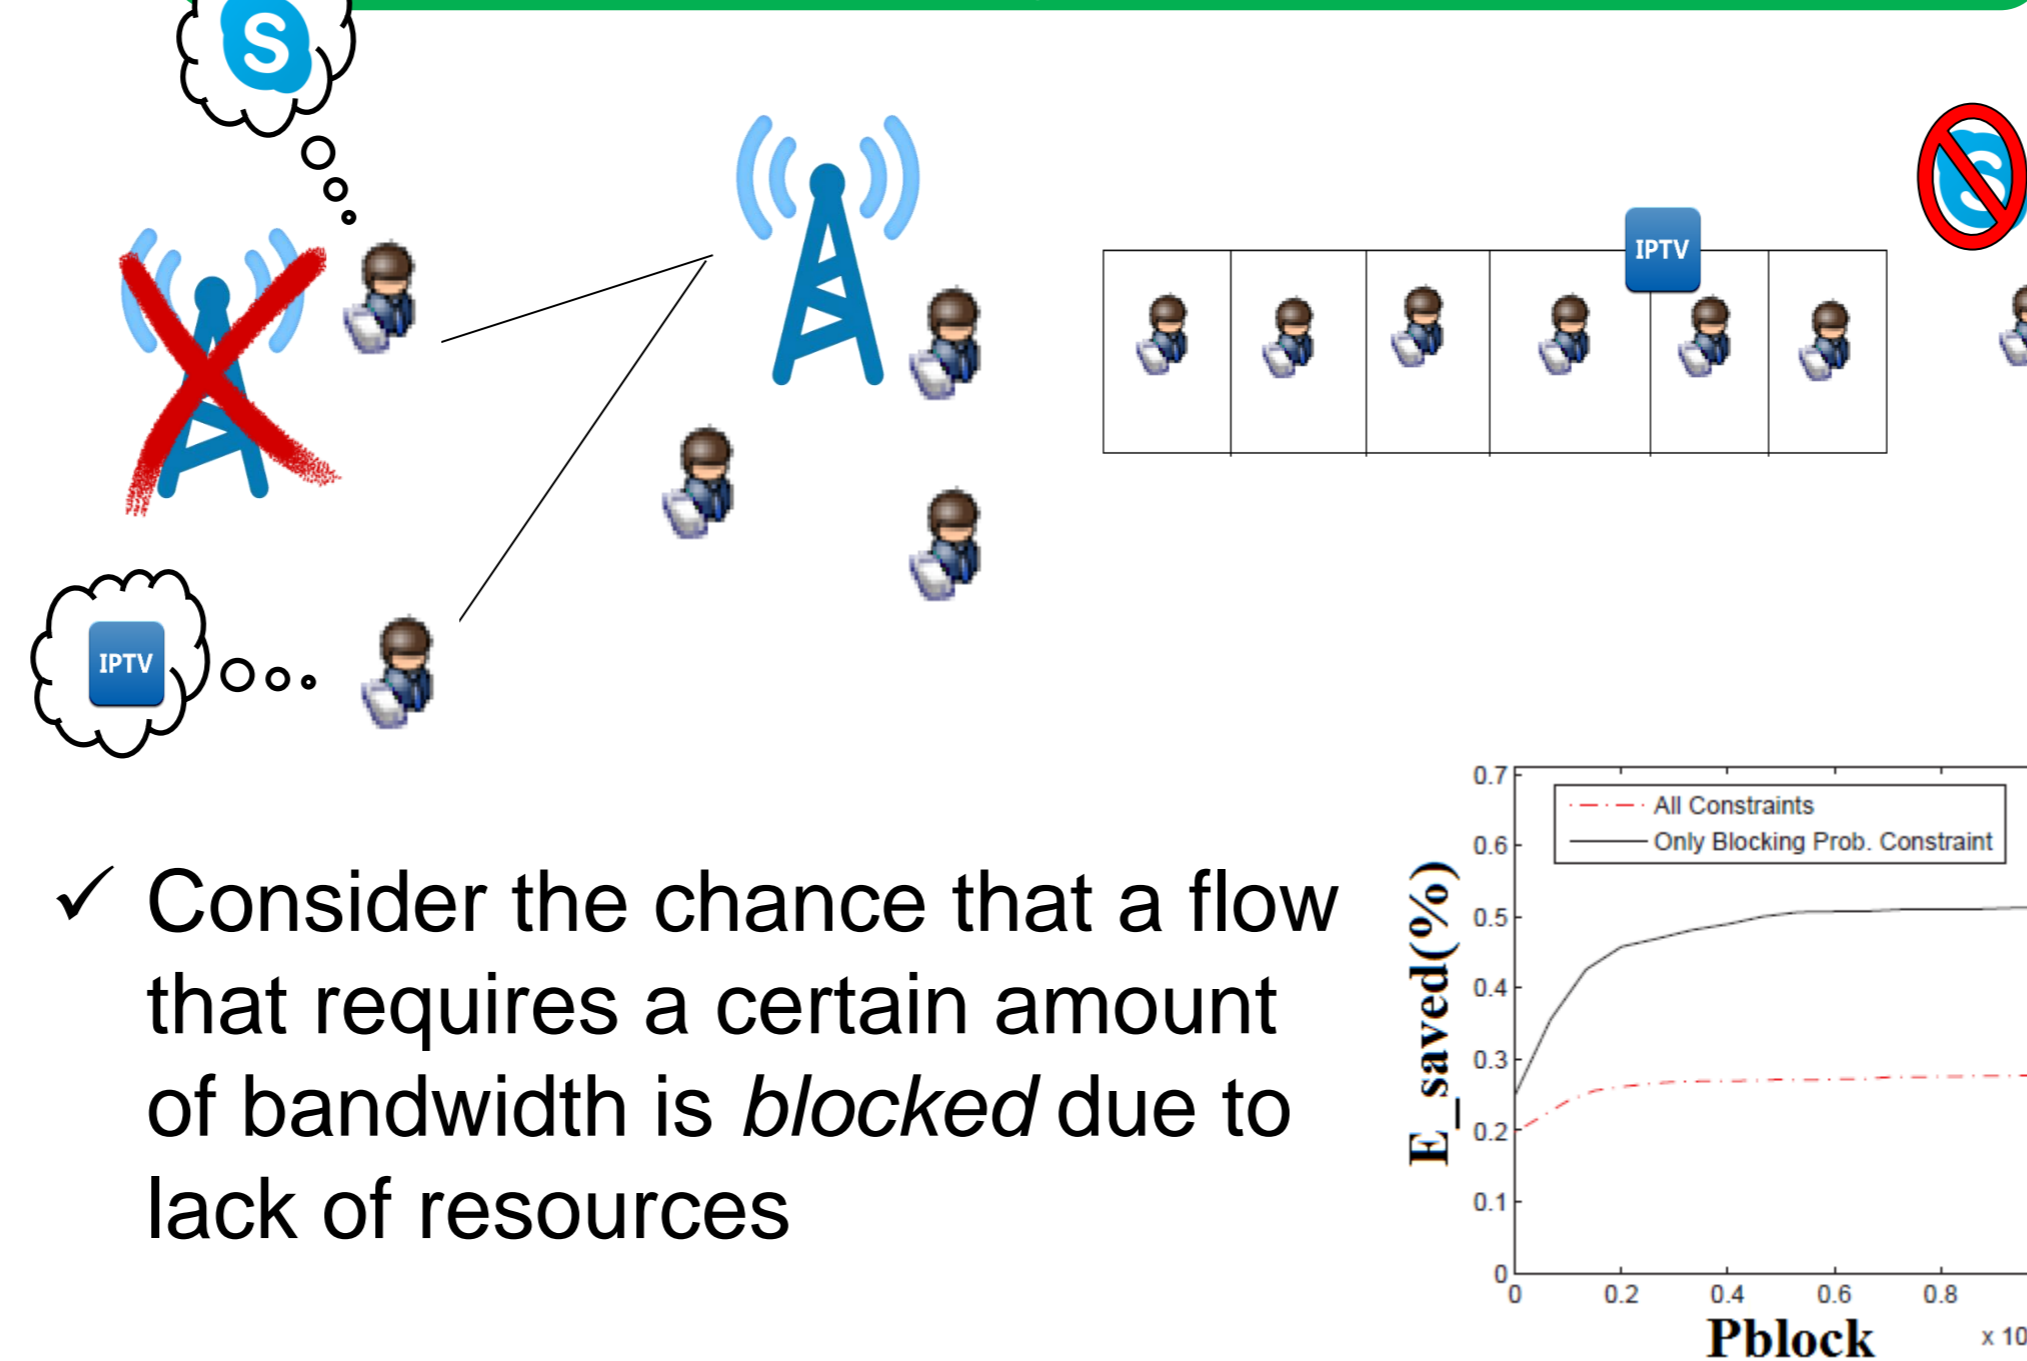 S
IPTV
S
IPTV
✓ Consider the chance that a flow
that requires a certain amount
of bandwidth is blocked due to
lack of resources
All Constraints
Only Blocking Prob. Constraint
E_saved(%)
0.7
0.6
0.5
0.4
0.3
0.2
0.1
0
0 0.2 0.4 0.6 0.8
Pblock
x 10